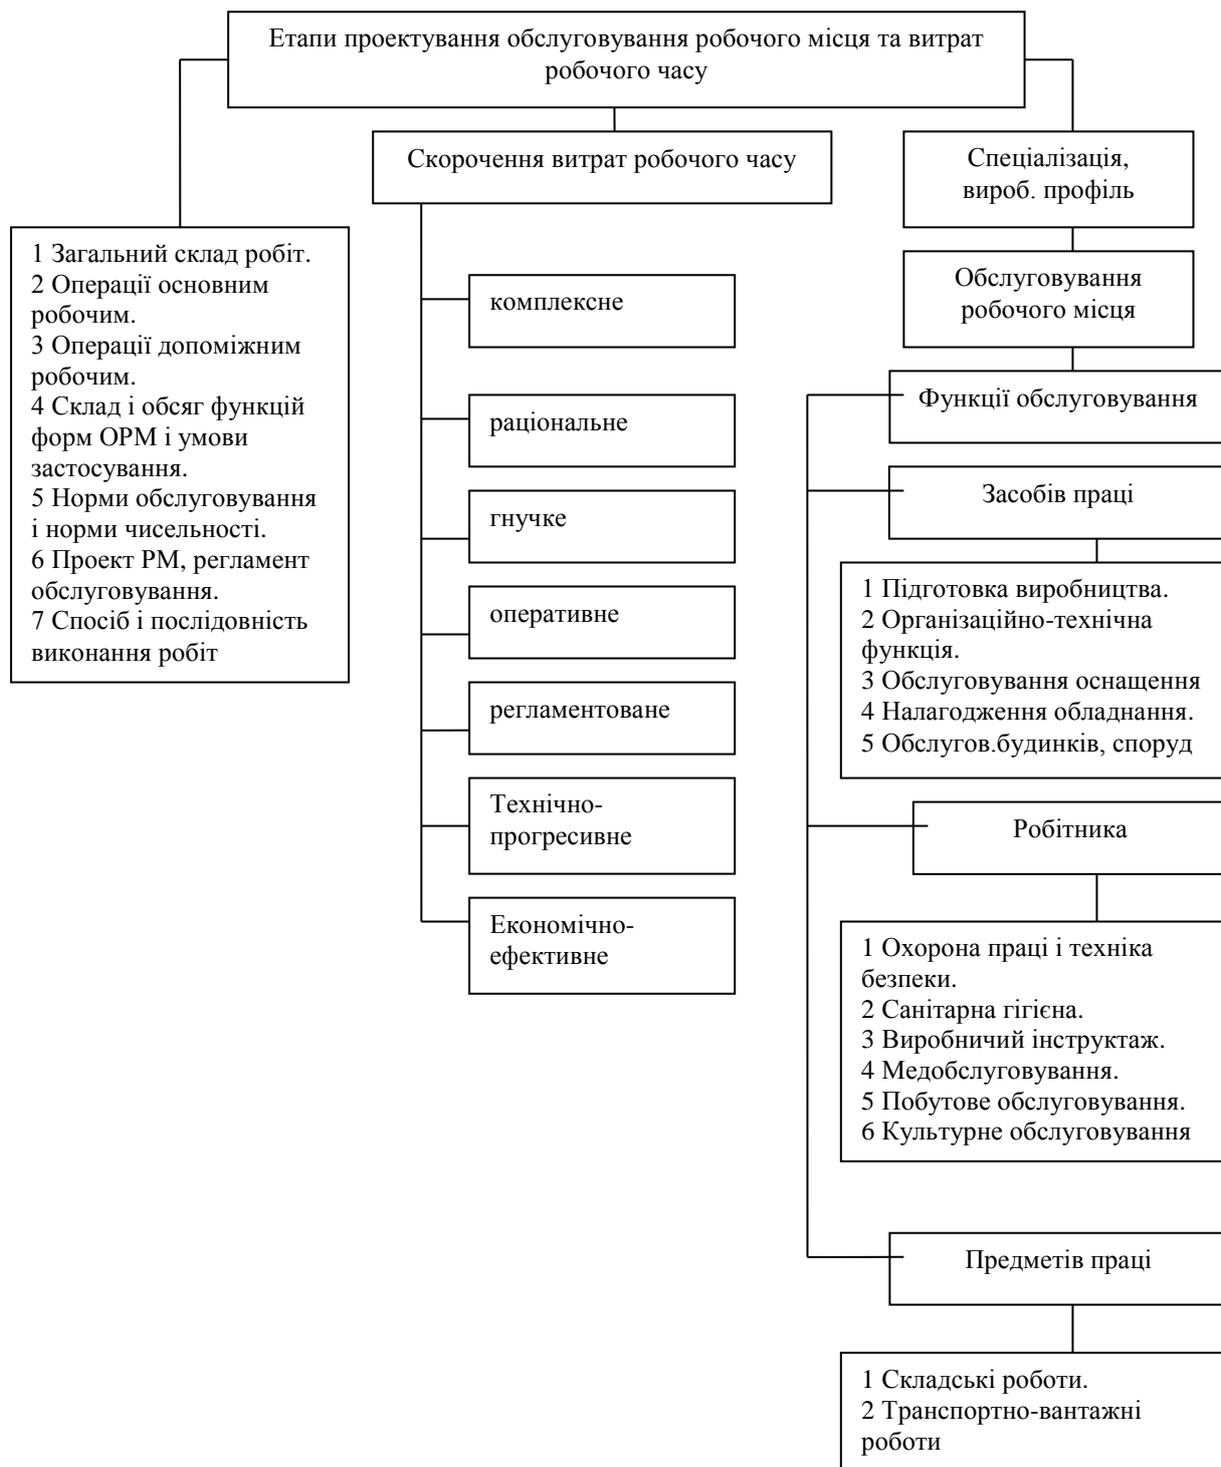 Етапи проектування обслуговування робочого місця та витрат
робочого часу
Скорочення витрат робочого часу
Спеціалізація,
вироб. профіль
1 Загальний склад робіт.
2 Операції основним
робочим.
3 Операції допоміжним
робочим.
4 Склад і обсяг функцій
форм ОРМ і умови
застосування.
5 Норми обслуговування
і норми чисельності.
6 Проект РМ, регламент
обслуговування.
7 Спосіб і послідовність
виконання робіт
комплексне
раціональне
гнучке
оперативне
регламентоване
Технічно-
прогресивне
Економічно-
ефективне
Обслуговування
робочого місця
Функції обслуговування
Засобів праці
1 Підготовка виробництва.
2 Організаційно-технічна
функція.
3 Обслуговування оснащення
4 Налагодження обладнання.
5 Обслугов.будинків, споруд
Робітника
1 Охорона праці і техніка
безпеки.
2 Санітарна гігієна.
3 Виробничий інструктаж.
4 Медобслуговування.
5 Побутове обслуговування.
6 Культурне обслуговування
Предметів праці
1 Складські роботи.
2 Транспортно-вантажні
роботи